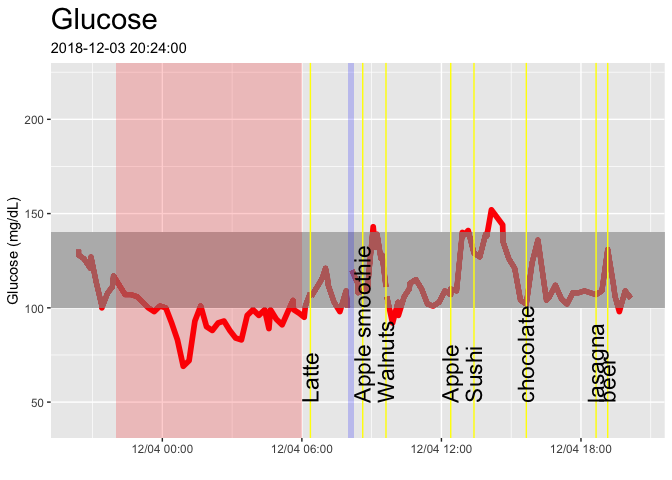 Glucose
2018-12-03 20:24:00
Glucose (mg/dL)
200
150
100
50
Latte
Apple smoothie
Walnuts
Apple
Sushi
chocolate
lasagna
beer
12/04 00:00
12/04 06:00
12/04 12:00
12/04 18:00